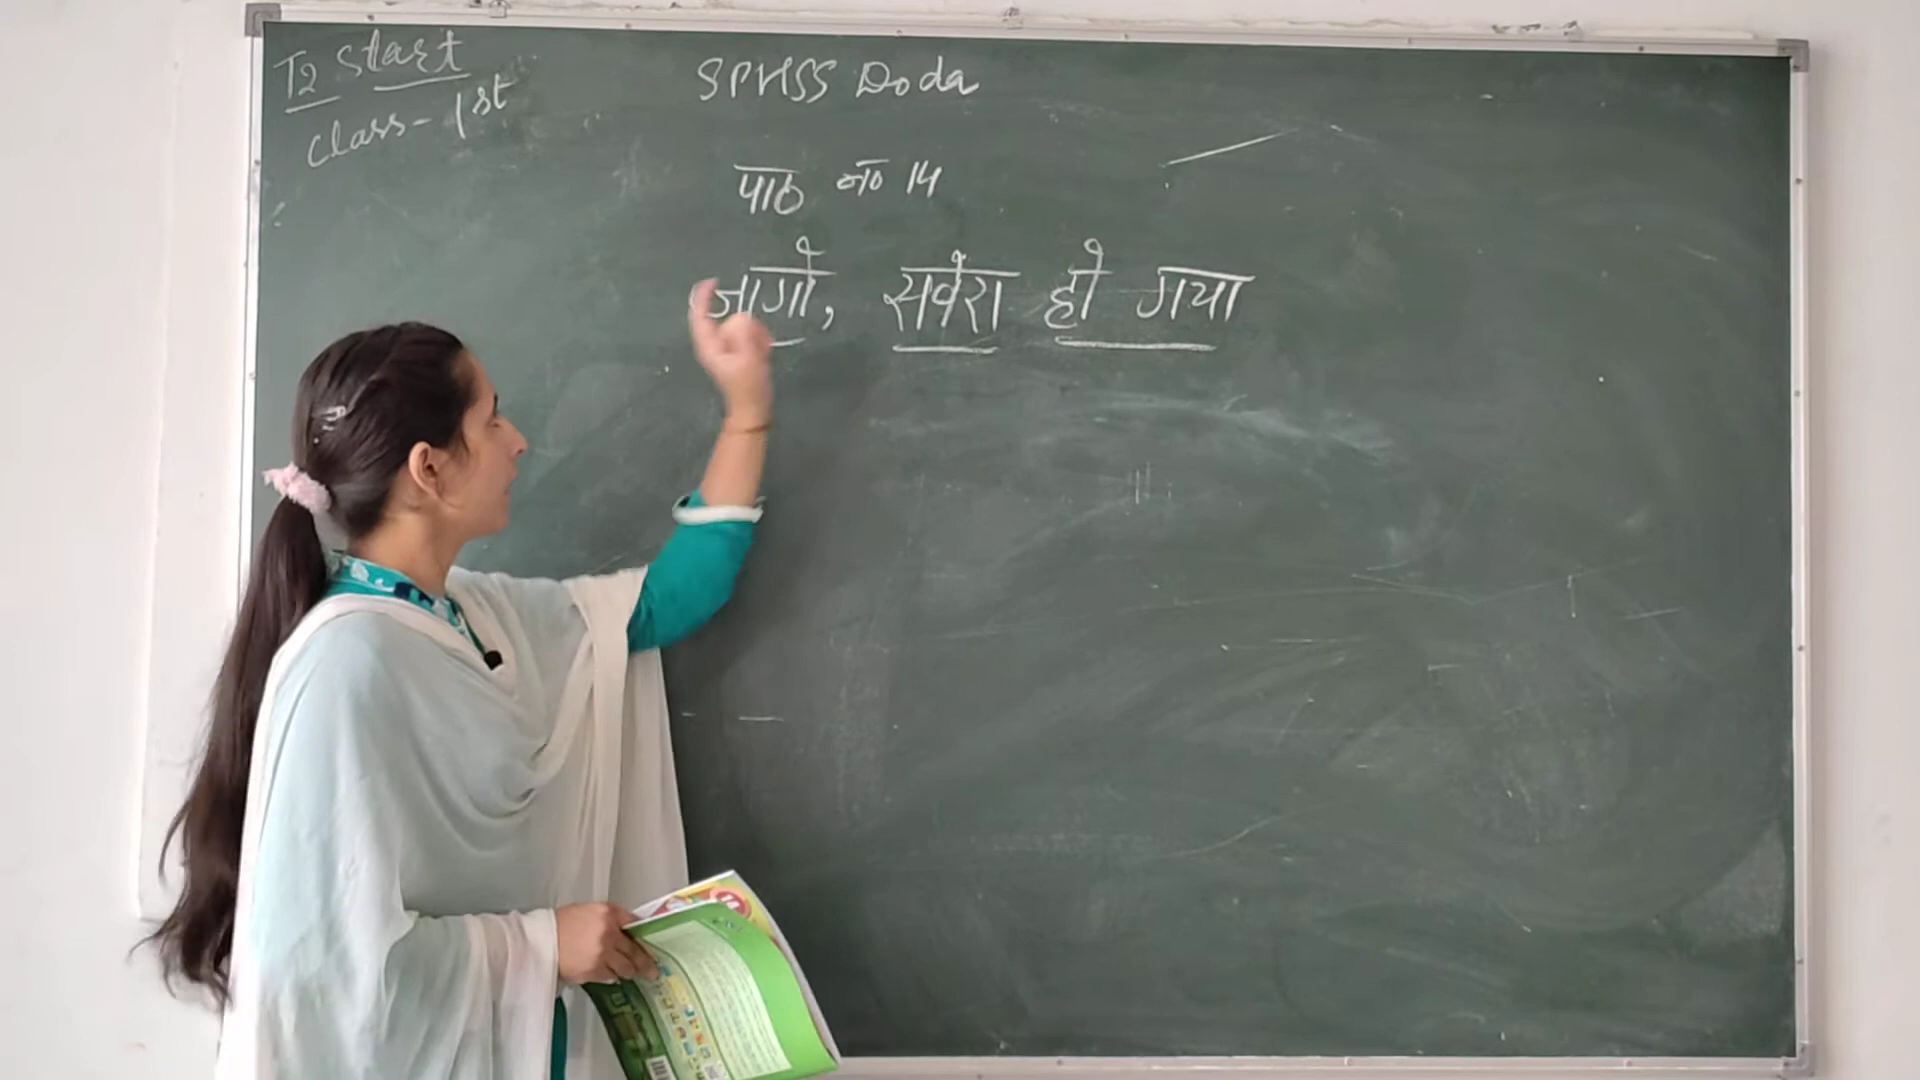 T2 Start
class - 1st
SPHSS Doda
पाठ नं० 14
जागो, सवेरा हो गया